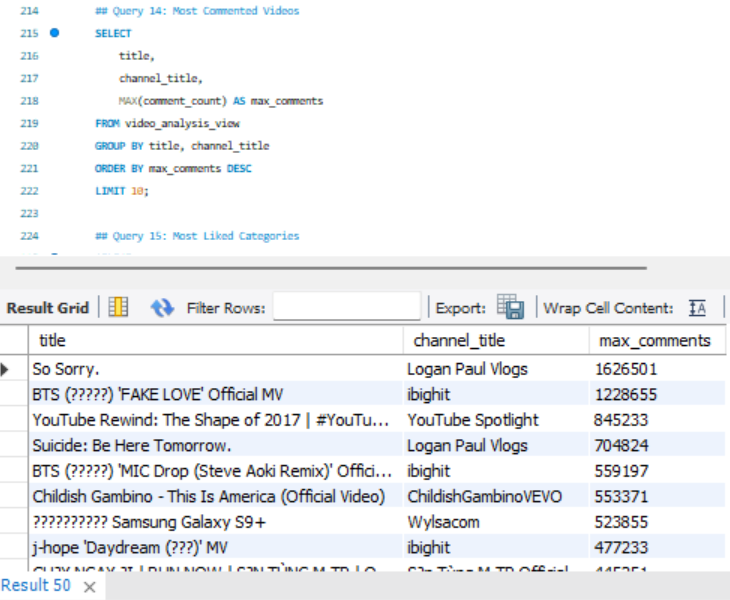 214 ## Query 14: Most Commented Videos
215 SELECT
216 title,
217 channel_title,
218 MAX(comment_count) AS max_comments
219 FROM video_analysis_view
220 GROUP BY title, channel_title
221 ORDER BY max_comments DESC
222 LIMIT 10;
223
224 ## Query 15: Most Liked Categories
Result Grid Filter Rows: Export: Wrap Cell Content:
title channel_title max_comments
So Sorry. Logan Paul Vlogs 1626501
BTS (?????) 'FAKE LOVE' Official MV ibighit 1228655
YouTube Rewind: The Shape of 2017 | #YouTu... YouTube Spotlight 845233
Suicide: Be Here Tomorrow. Logan Paul Vlogs 704824
BTS (?????) 'MIC Drop (Steve Aoki Remix)' Offici... ibighit 559197
Childish Gambino - This Is America (Official Video) ChildishGambinoVEVO 553371
?????????? Samsung Galaxy S9+ Wylsacom 523855
j-hope 'Daydream (???)' MV ibighit 477233
Result 50